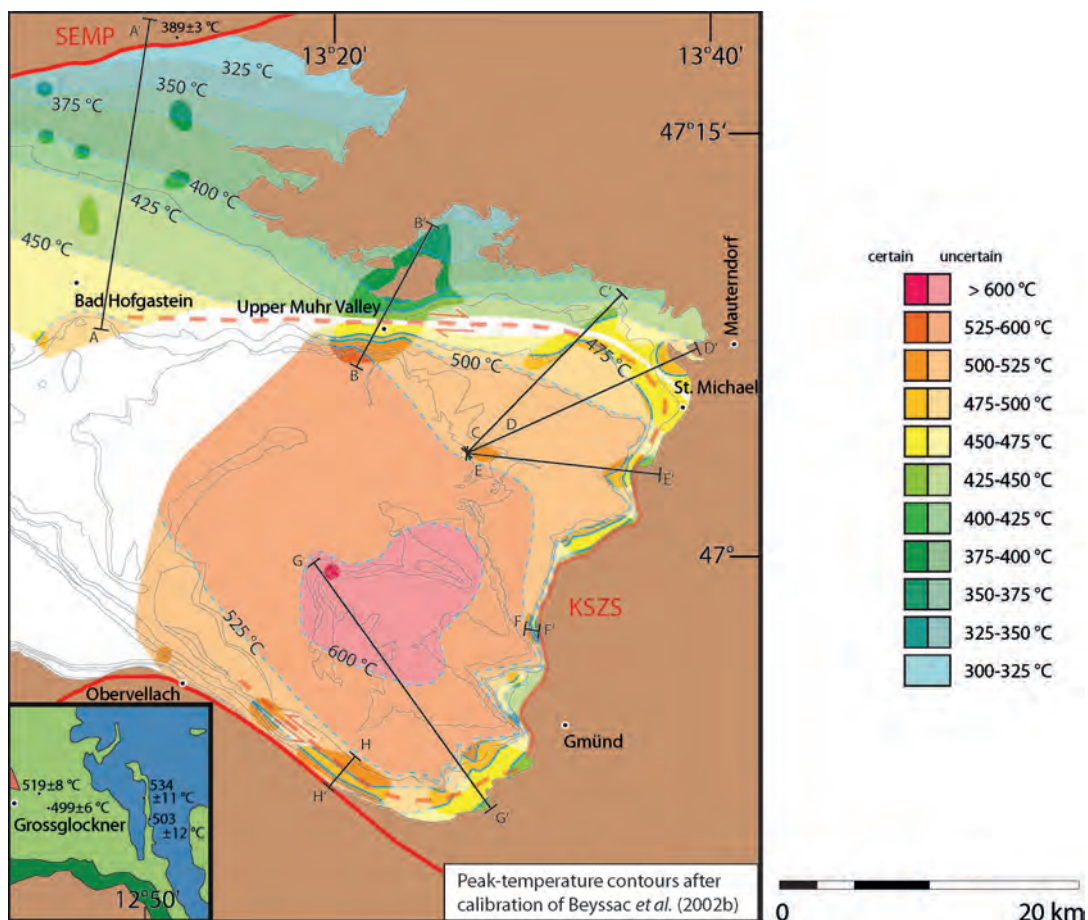 A'
389±3 °C
SEMP
13°20'
13°40'
325 °C
350 °C
375 °C
47°15'
400 °C
425 °C
B'
450 °C
Bad Hofgastein
Upper Muhr Valley
C'
Mauterndorf
A
500 °C
475 °C
D'
B
St. Michael
C
D
E
E'
47°
G
KSZS
F
F'
525 °C
600 °C
Obervellach
Gmünd
H
H'
G'
519±8 °C
534
±11 °C
499±6 °C
503
±12 °C
Grossglockner
12°50'
Peak-temperature contours after
calibration of Beyssac et al. (2002b)
certain uncertain
> 600 °C
525-600 °C
500-525 °C
475-500 °C
450-475 °C
425-450 °C
400-425 °C
375-400 °C
350-375 °C
325-350 °C
300-325 °C
0 20 km